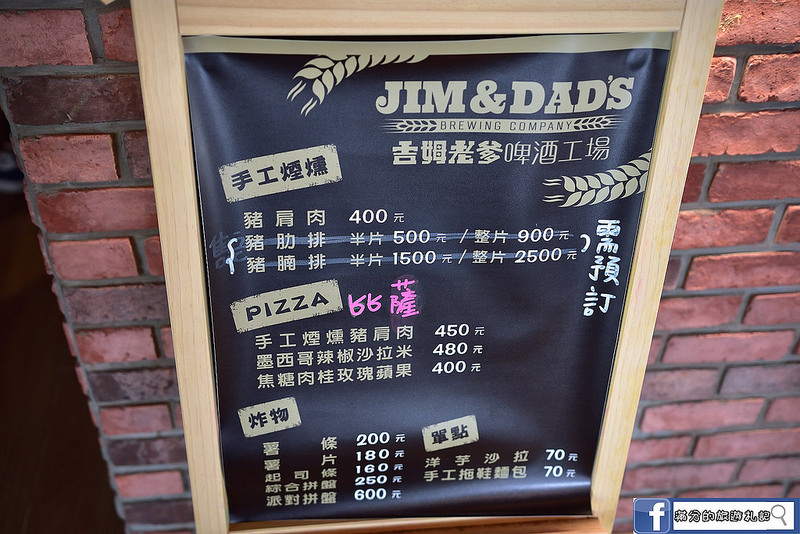 JIM & DAD'S
BREWING COMPANY
吉姆老爹啤酒工場
手工煙燻
豬肩肉 400元
豬肋排 半片500元 / 整片900元
豬腩排 半片1500元 / 整片2500元
需預訂
PIZZA 比薩
手工煙燻豬肩肉 450元
墨西哥辣椒沙拉米 480元
焦糖肉桂玫瑰蘋果 400元
炸物
薯條 200元
薯片 180元
起司條 160元
綜合拼盤 250元
派對拼盤 600元
單點
洋芋沙拉 70元
手工拖鞋麵包 70元
f 滿分的旅遊札記